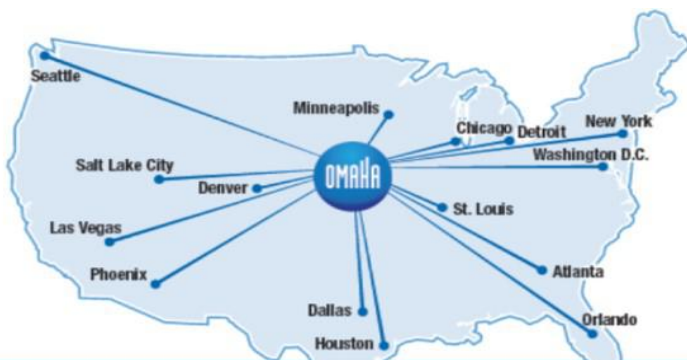 Seattle
Minneapolis
New York
Chicago
Detroit
Washington D.C.
Salt Lake City
OMAHA
Denver
St. Louis
Las Vegas
Phoenix
Atlanta
Dallas
Orlando
Houston